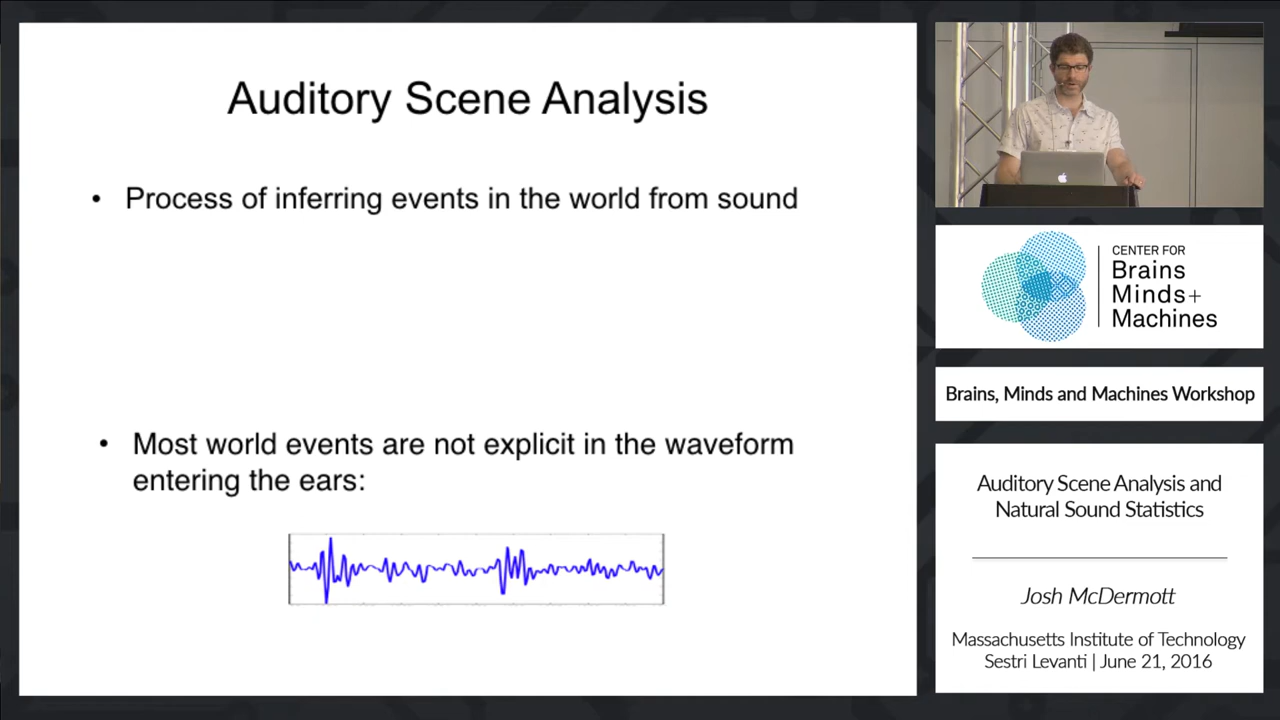 Auditory Scene Analysis
• Process of inferring events in the world from sound
• Most world events are not explicit in the waveform
entering the ears:
CENTER FOR
Brains
Minds+
Machines
Brains, Minds and Machines Workshop
Auditory Scene Analysis and
Natural Sound Statistics
Josh McDermott
Massachusetts Institute of Technology
Sestri Levanti | June 21, 2016